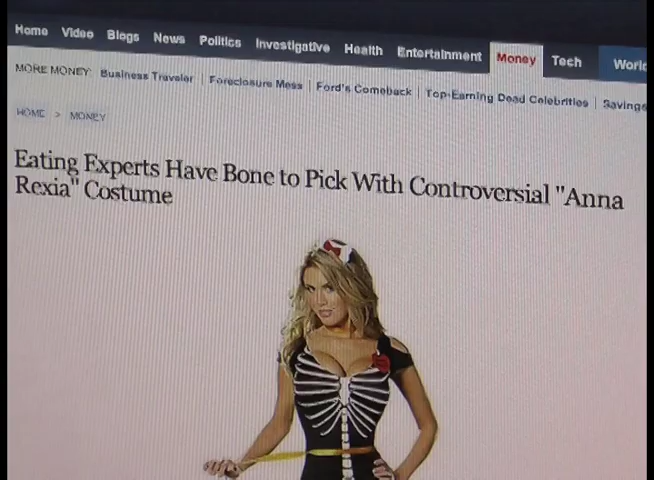 Home Video Blogs News Politics Investigative Health Entertainment Money Tech World
MORE MONEY: Business Traveler | Foreclosure Mess | Ford's Comeback | Top-Earning Dead Celebrities | Savings
HOME > MONEY
Eating Experts Have Bone to Pick With Controversial "Anna
Rexia" Costume